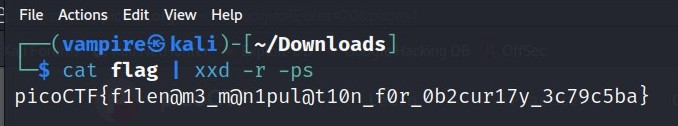 File Actions Edit View Help
┌──(vampire㉿kali)-[~/Downloads]
└─$ cat flag | xxd -r -ps
picoCTF{f1len@m3_m@n1pul@t10n_f0r_0b2cur17y_3c79c5ba}